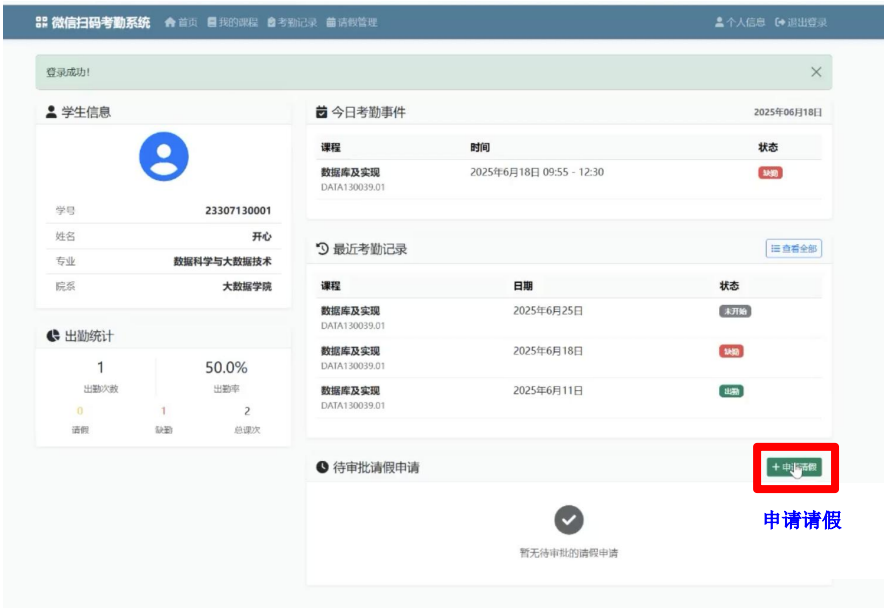 微信扫码考勤系统 首页 我的课程 考勤记录 请假管理 个人信息 退出登录
登录成功!
学生信息
学号 23307130001
姓名 开心
专业 数据科学与大数据技术
院系 大数据学院
出勤统计
1 50.0%
出勤次数 出勤率
0 1 2
请假 缺勤 总课次
今日考勤事件 2025年06月18日
课程 时间 状态
数据库及实现 2025年6月18日 09:55 - 12:30 缺勤
DATA130039.01
最近考勤记录 查看全部
课程 日期 状态
数据库及实现 2025年6月25日 未开始
DATA130039.01
数据库及实现 2025年6月18日 缺勤
DATA130039.01
数据库及实现 2025年6月11日 出勤
DATA130039.01
待审批请假申请 + 申请请假
申请请假
暂无待审批的请假申请